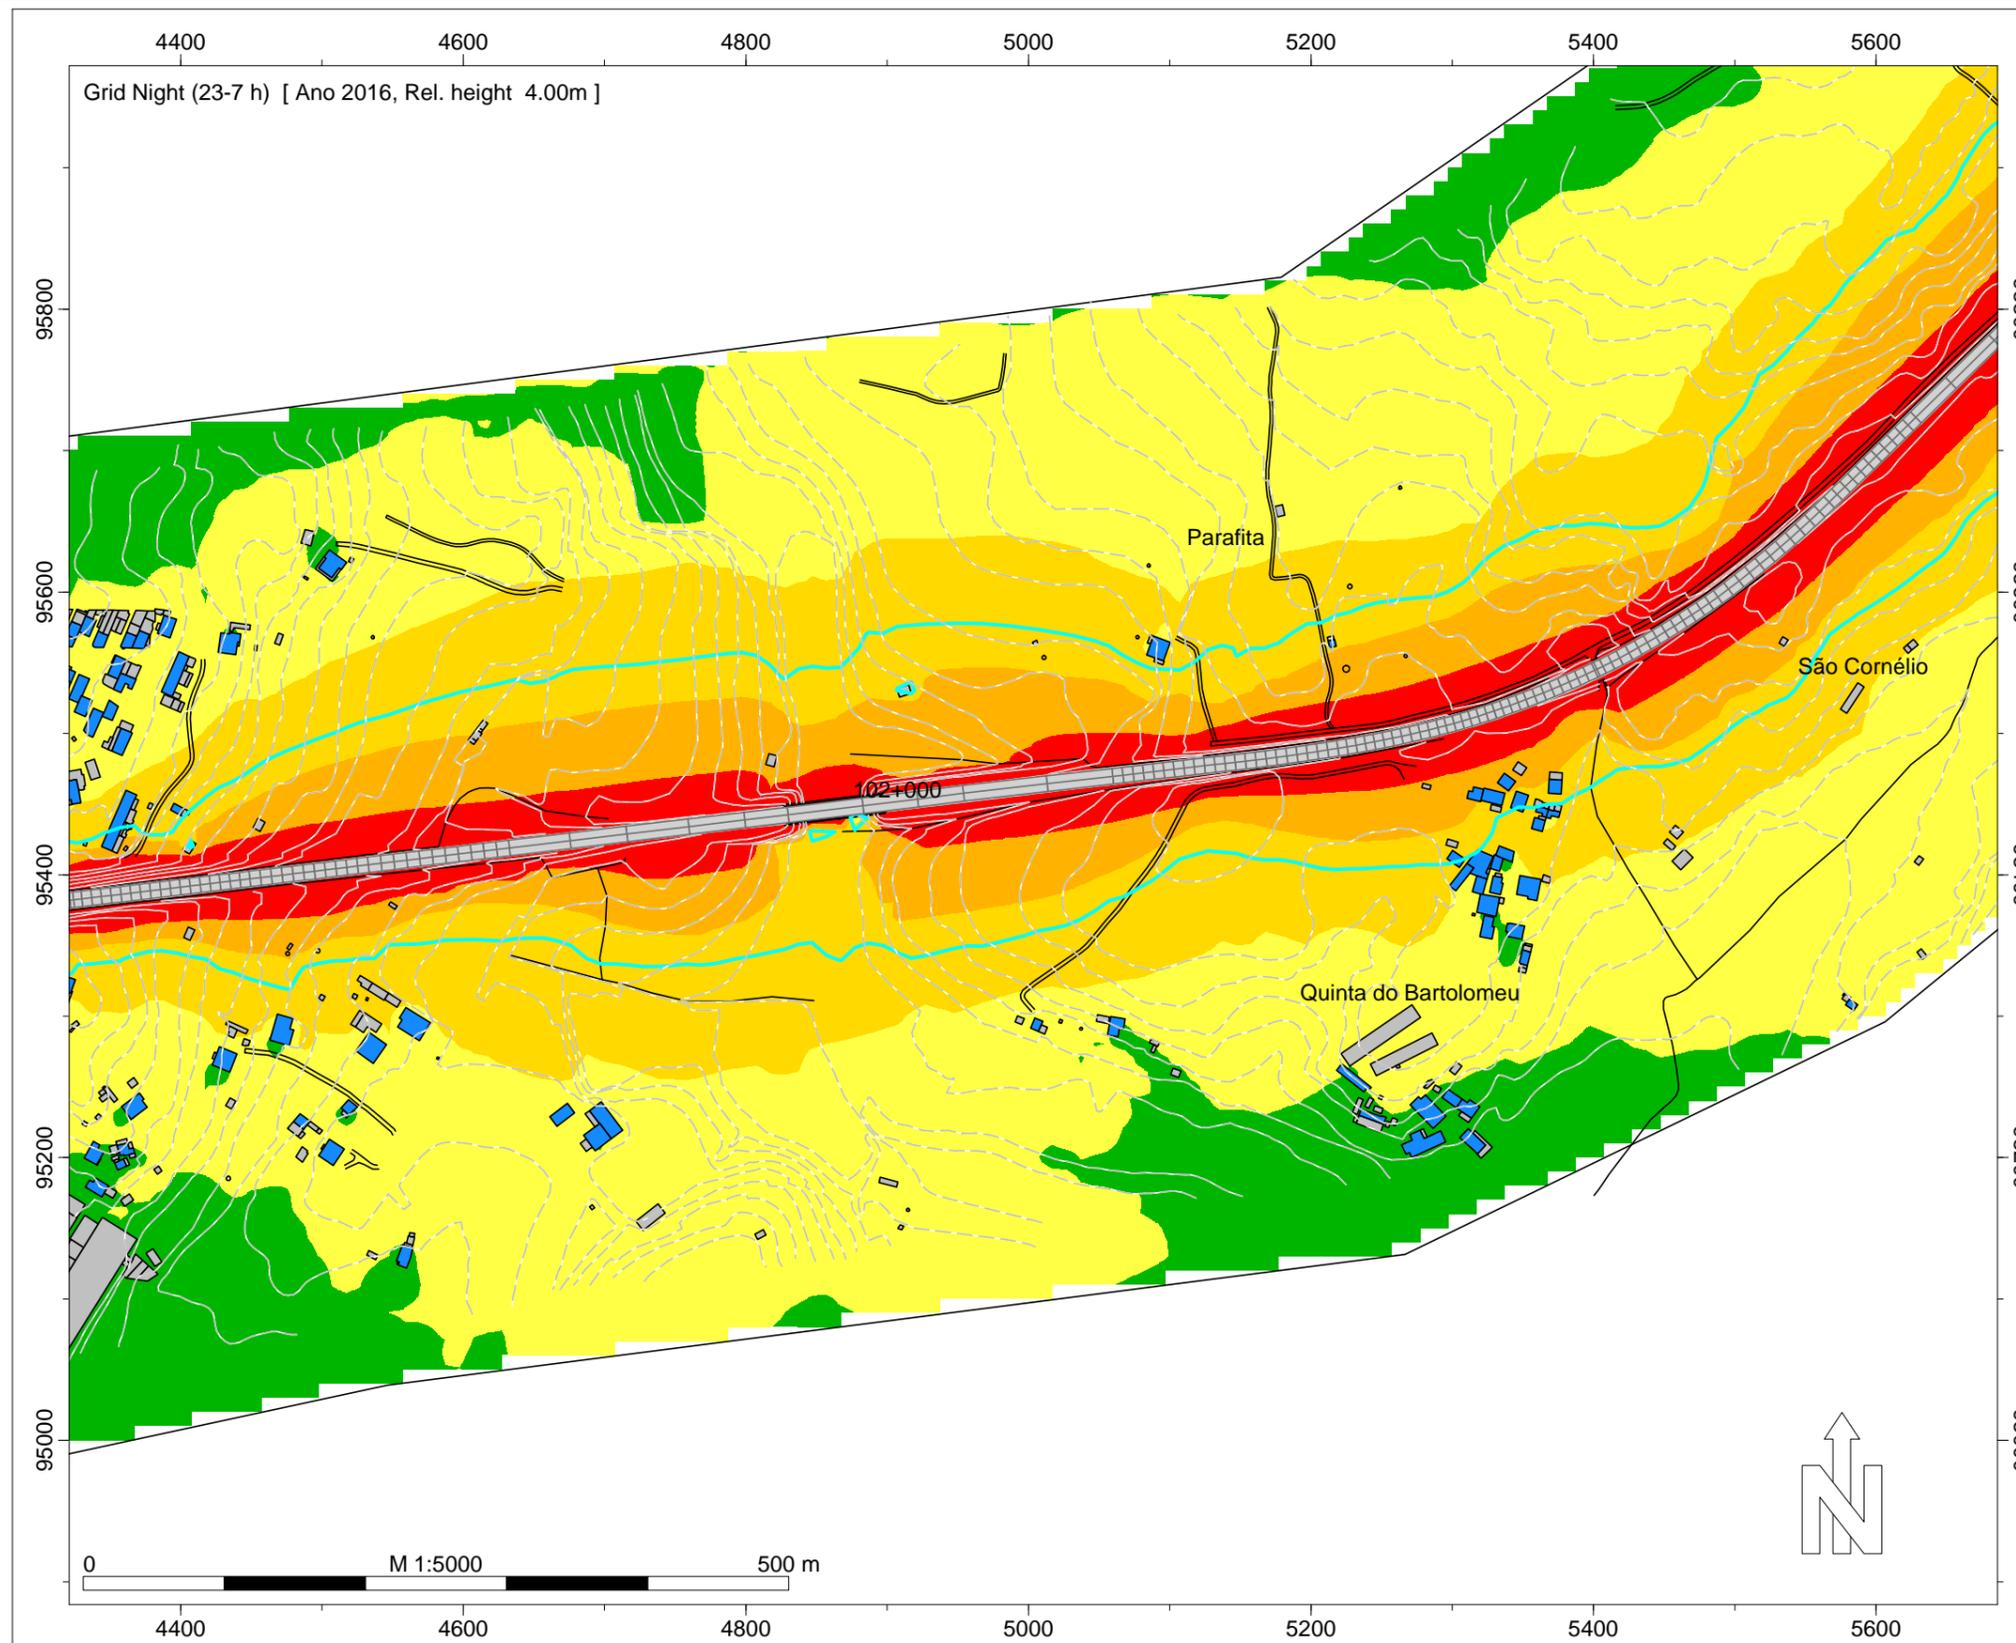 4400 4600 4800 5000 5200 5400 5600
Grid Night (23-7 h) [ Ano 2016, Rel. height 4.00m ]
95800
Parafita
95600
São Cornélio
102+000
95400
Quinta do Bartolomeu
95200
95000
N
0 M 1:5000 500 m
4400 4600 4800 5000 5200 5400 5600